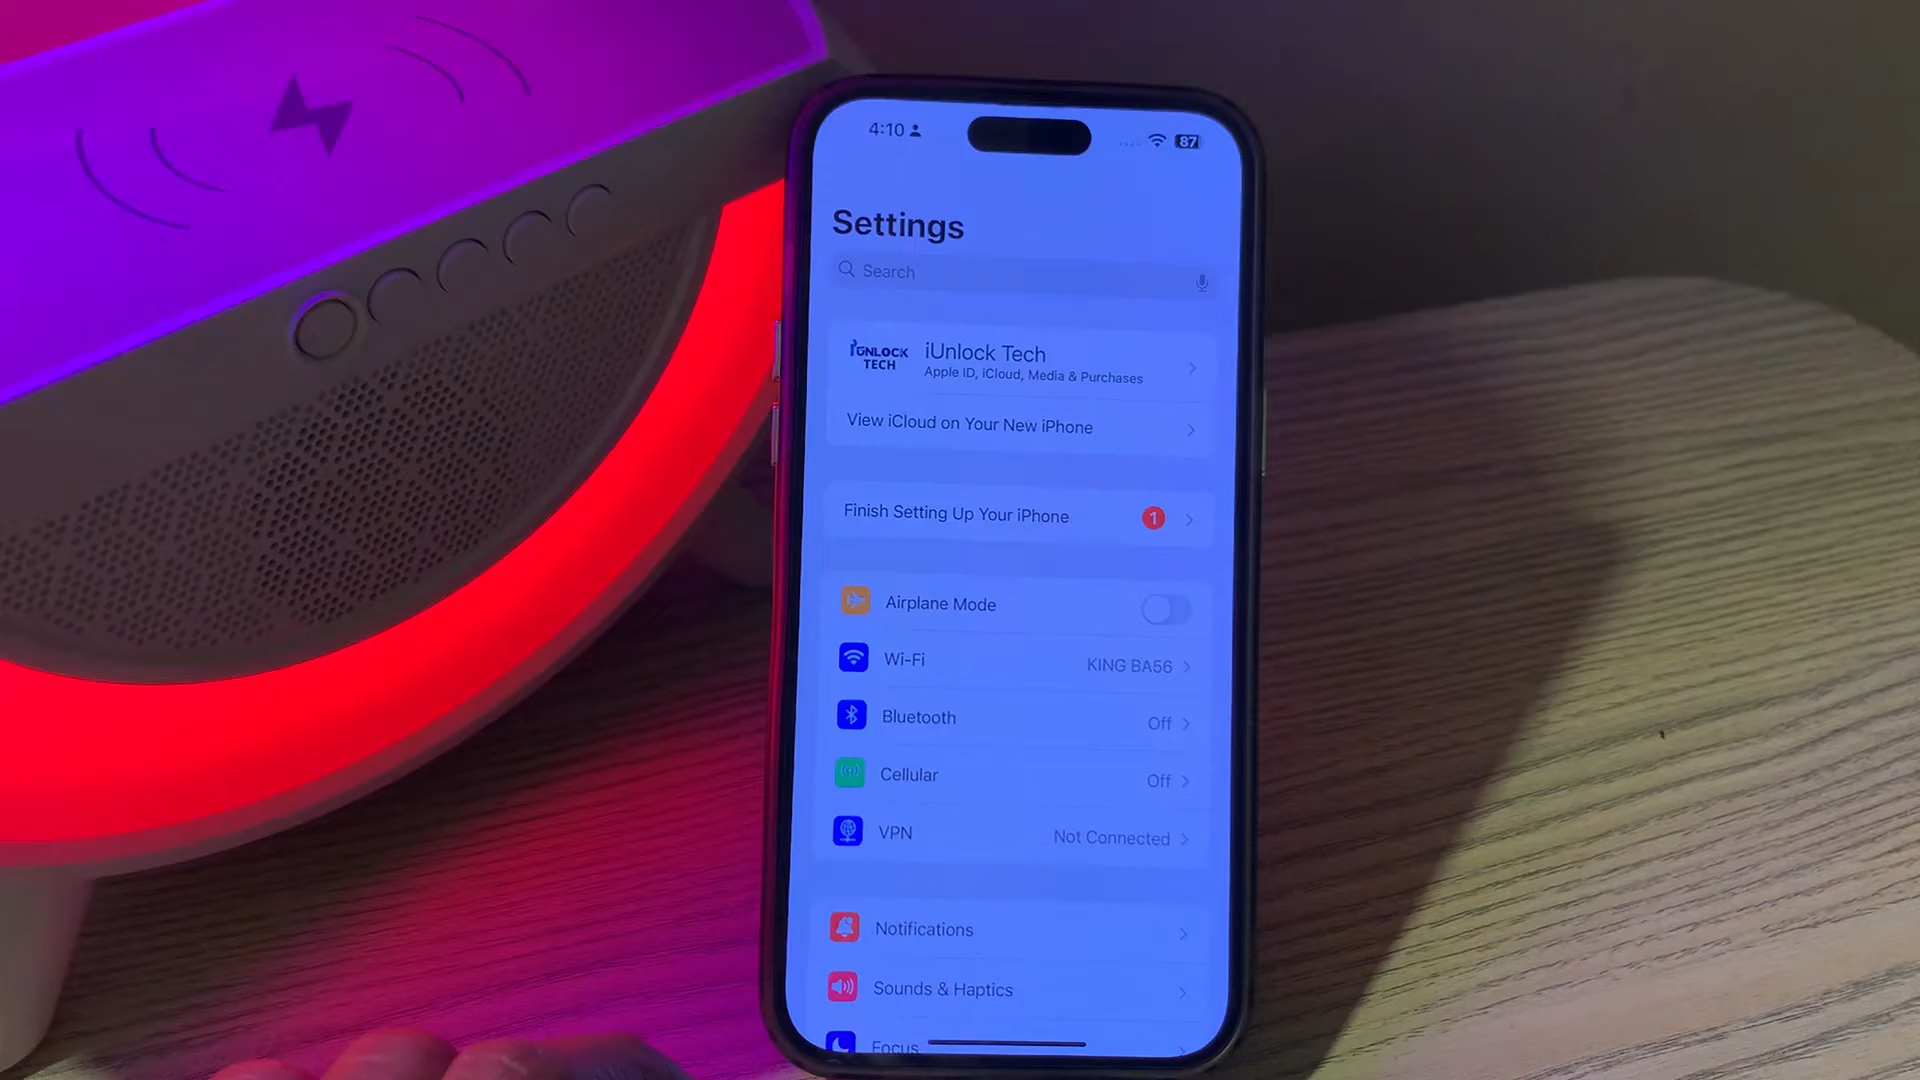 4:10
87
Settings
Search
iUNLOCK
TECH
iUnlock Tech
Apple ID, iCloud, Media & Purchases
View iCloud on Your New iPhone
Finish Setting Up Your iPhone 1
Airplane Mode
Wi-Fi KING BA56
Bluetooth Off
Cellular Off
VPN Not Connected
Notifications
Sounds & Haptics
Focus